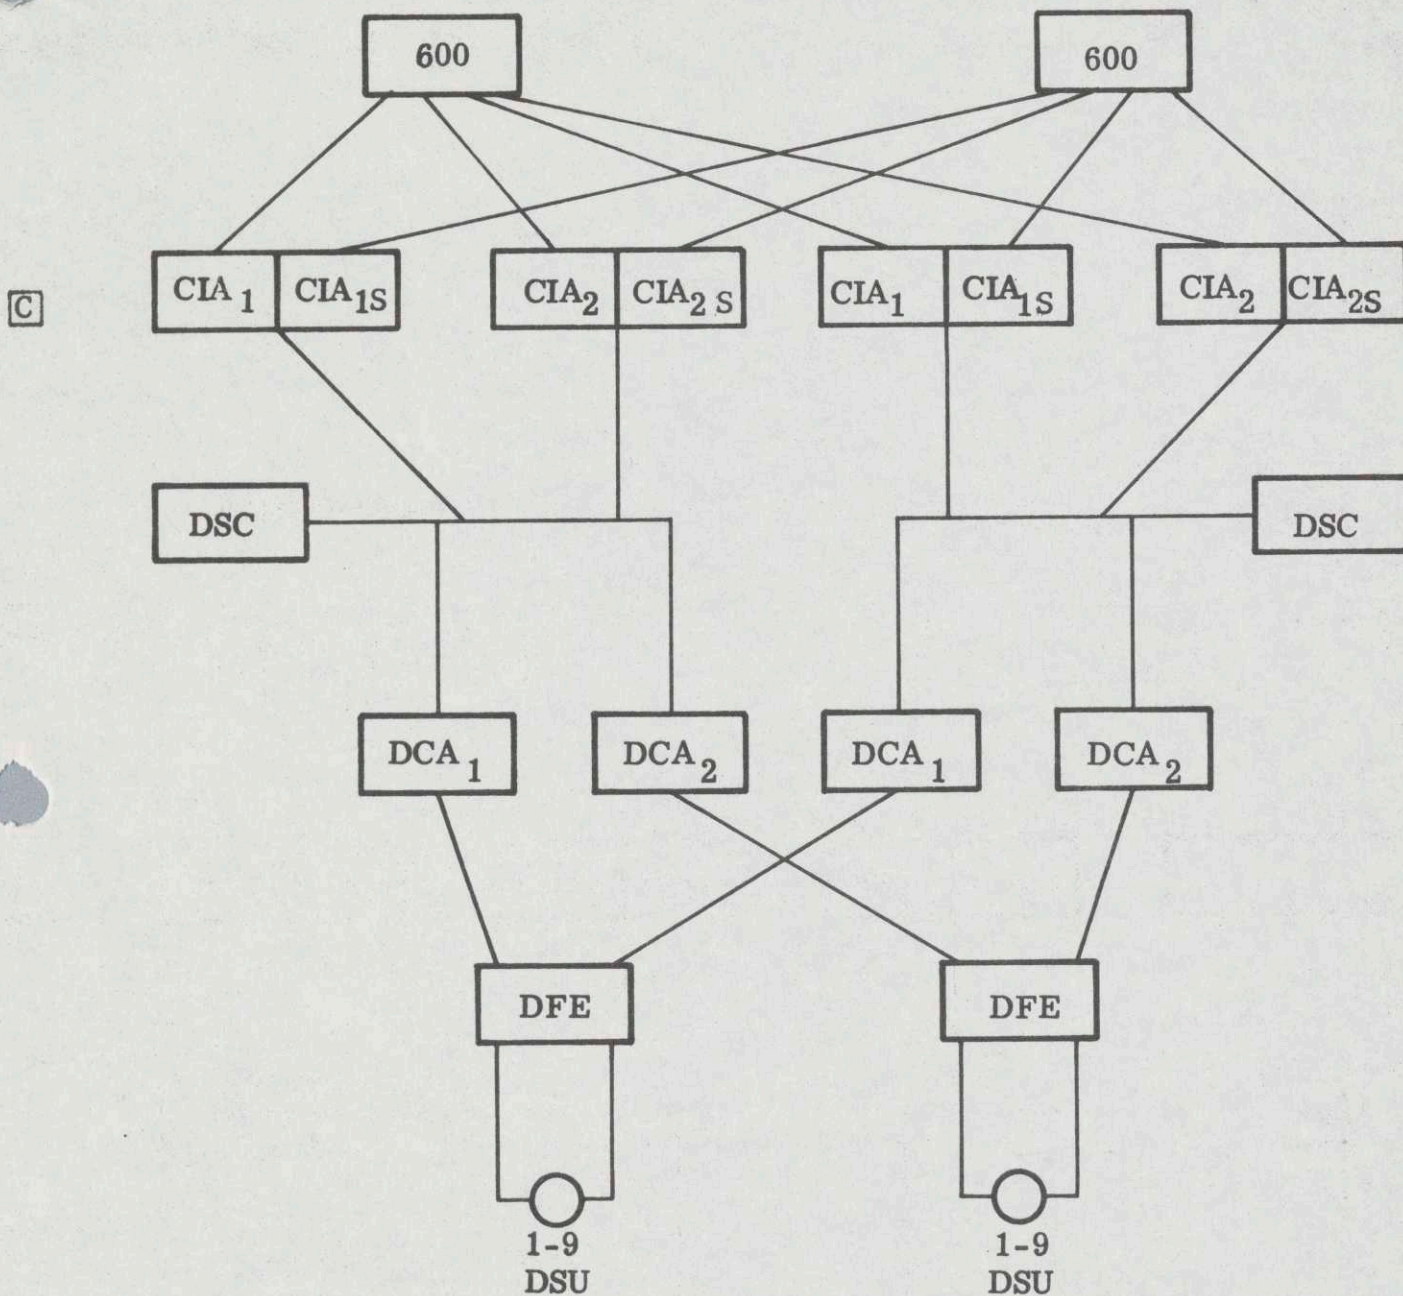 600 600
C CIA1 CIA1S CIA2 CIA2S CIA1 CIA1S CIA2 CIA2S
DSC DSC
DCA1 DCA2 DCA1 DCA2
DFE DFE
1-9 1-9
DSU DSU